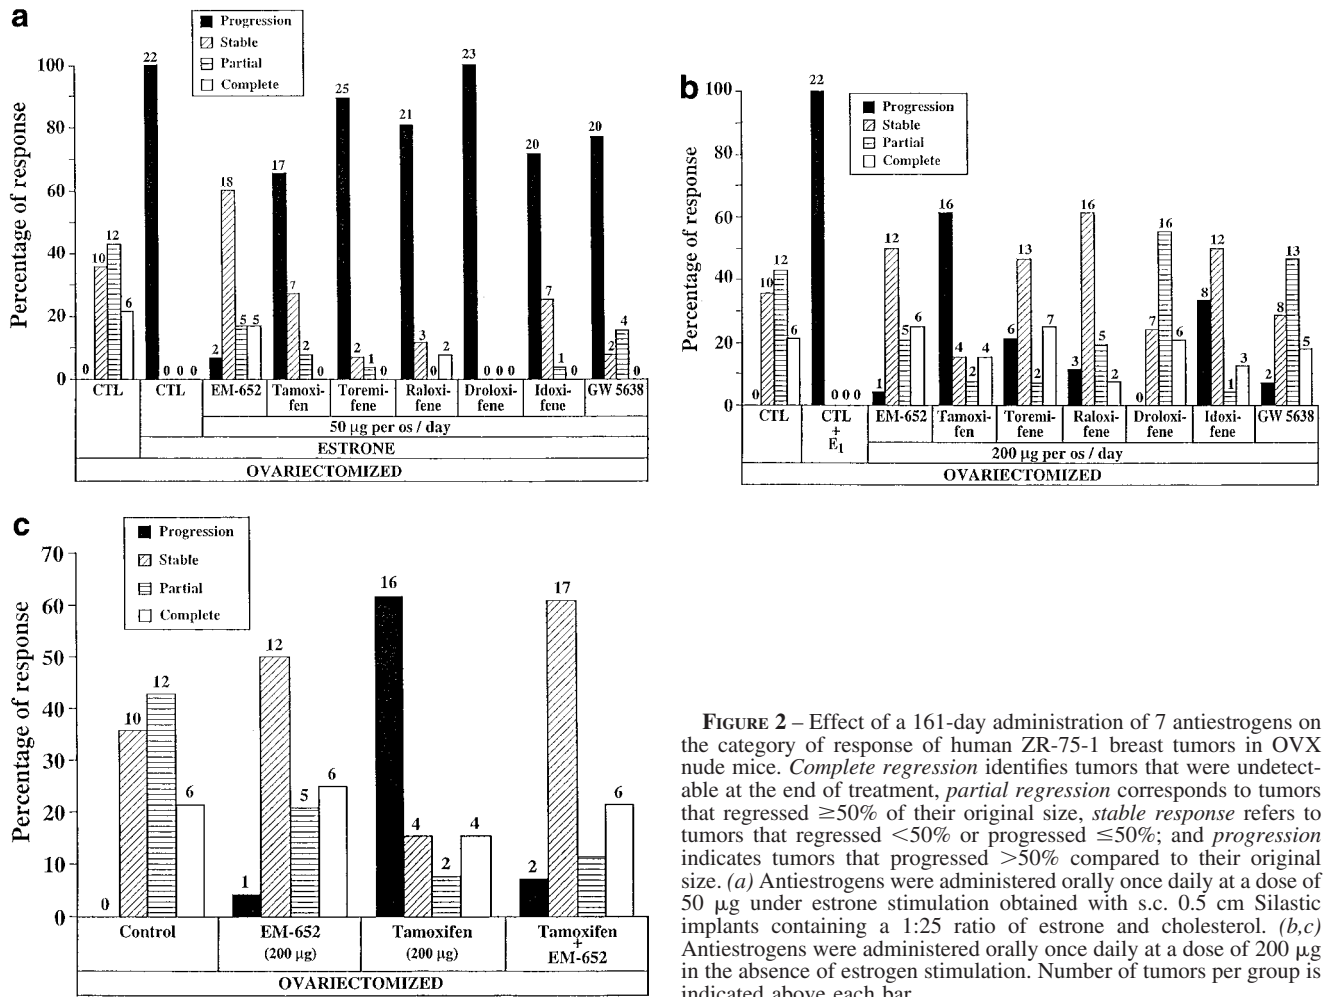 a
Progression
Stable
Partial
Complete
Percentage of response
100
80
60
40
20
0
0 10 12 6
22 0 0 0
2 18 5 5
17 7 2 0
25 2 1 0
21 3 0 2
23 0 0 0
20 7 1 0
20 2 4 0
CTL CTL EM-652 Tamoxi- Toremi- Raloxi- Droloxi- Idoxi- GW 5638
fen fene fene fene fene
50 µg per os / day
ESTRONE
OVARIECTOMIZED
b
Progression
Stable
Partial
Complete
Percentage of response
100
80
60
40
20
0
0 10 12 6
22 0 0 0
1 12 5 6
16 4 2 4
6 13 2 7
3 16 5 2
0 7 16 6
8 12 1 3
2 8 13 5
CTL CTL EM-652 Tamoxi- Toremi- Raloxi- Droloxi- Idoxi- GW 5638
+ fen fene fene fene fene
E1
200 µg per os / day
OVARIECTOMIZED
c
Progression
Stable
Partial
Complete
Percentage of response
70
60
50
40
30
20
10
0
0 10 12 6
1 12 5 6
16 4 2 4
2 17 6
Control EM-652 Tamoxifen Tamoxifen
(200 µg) (200 µg) +
EM-652
OVARIECTOMIZED
FIGURE 2 – Effect of a 161-day administration of 7 antiestrogens on
the category of response of human ZR-75-1 breast tumors in OVX
nude mice. Complete regression identifies tumors that were undetect-
able at the end of treatment, partial regression corresponds to tumors
that regressed ≥50% of their original size, stable response refers to
tumors that regressed <50% or progressed ≤50%; and progression
indicates tumors that progressed >50% compared to their original
size. (a) Antiestrogens were administered orally once daily at a dose of
50 µg under estrone stimulation obtained with s.c. 0.5 cm Silastic
implants containing a 1:25 ratio of estrone and cholesterol. (b,c)
Antiestrogens were administered orally once daily at a dose of 200 µg
in the absence of estrogen stimulation. Number of tumors per group is
indicated above each bar.